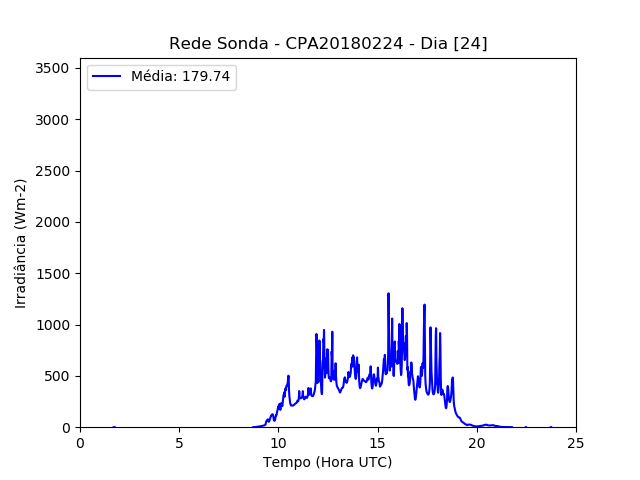 Rede Sonda - CPA20180224 - Dia [24]
Média: 179.74
Irradiância (Wm-2)
3500
3000
2500
2000
1500
1000
500
0
0 5 10 15 20 25
Tempo (Hora UTC)